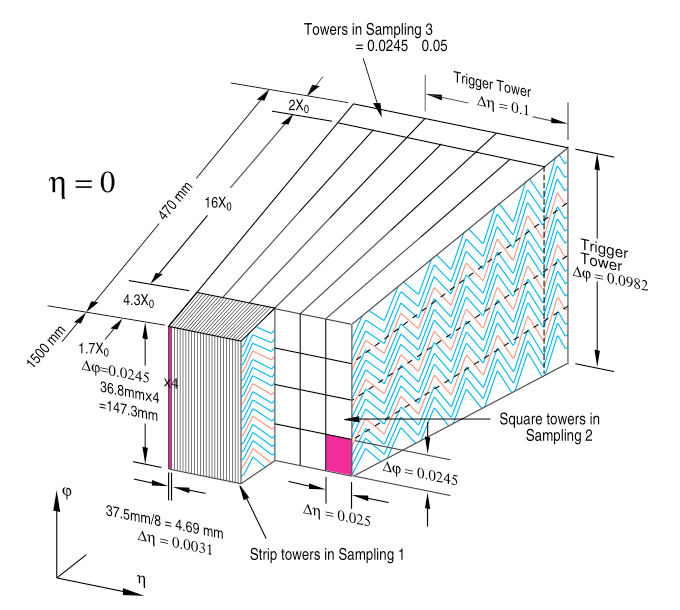 Towers in Sampling 3
= 0.0245 0.05
Trigger Tower
Δη = 0.1
2X0
η = 0
470 mm
16X0
Trigger
Tower
Δφ = 0.0982
4.3X0
1500 mm
1.7X0
Δφ=0.0245 x4
36.8mmx4
=147.3mm
Square towers in
Sampling 2
Δφ = 0.0245
Δη = 0.025
37.5mm/8 = 4.69 mm
Δη = 0.0031
Strip towers in Sampling 1
φ
η